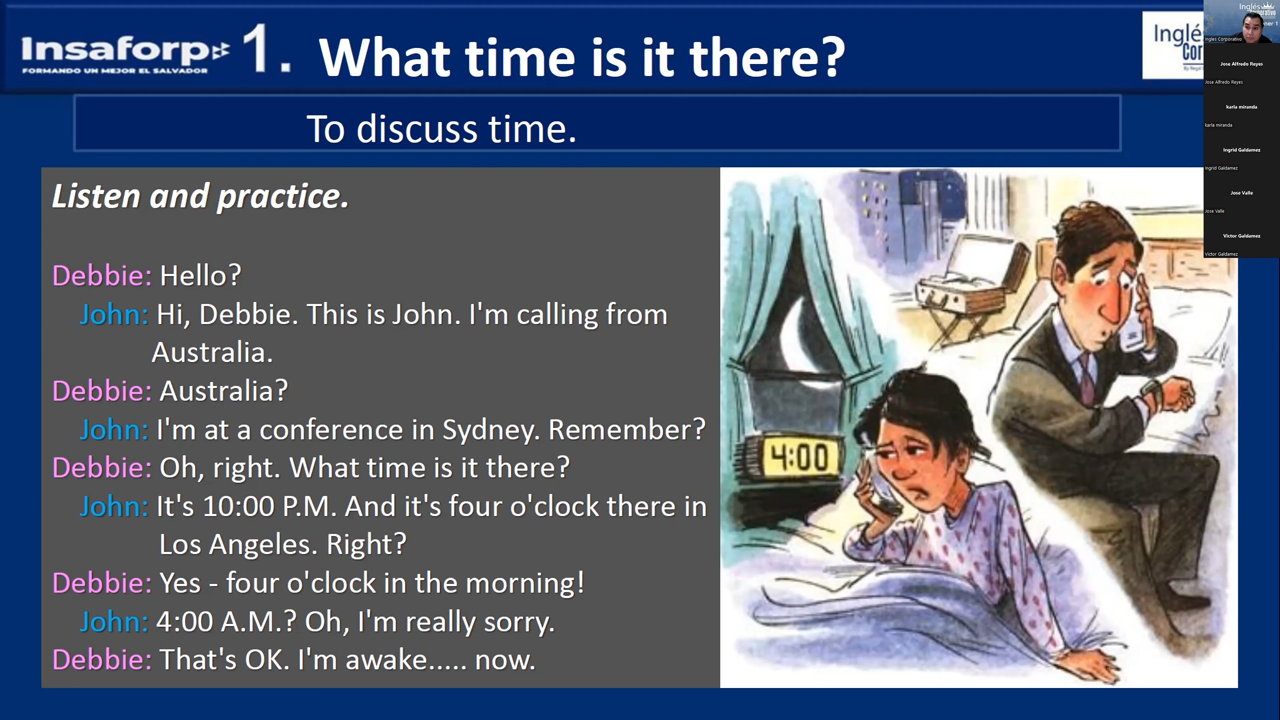 Insaforp
FORMANDO UN MEJOR EL SALVADOR
1. What time is it there?
To discuss time.
Listen and practice.
Debbie: Hello?
John: Hi, Debbie. This is John. I'm calling from
Australia.
Debbie: Australia?
John: I'm at a conference in Sydney. Remember?
Debbie: Oh, right. What time is it there?
John: It's 10:00 P.M. And it's four o'clock there in
Los Angeles. Right?
Debbie: Yes - four o'clock in the morning!
John: 4:00 A.M.? Oh, I'm really sorry.
Debbie: That's OK. I'm awake..... now.
4:00
Inglés Corporativo
Jose Alfredo Reyes
Jose Alfredo Reyes
karla miranda
karla miranda
Ingrid Galdamez
Ingrid Galdamez
Jose Valle
Jose Valle
Victor Galdamez
Victor Galdamez